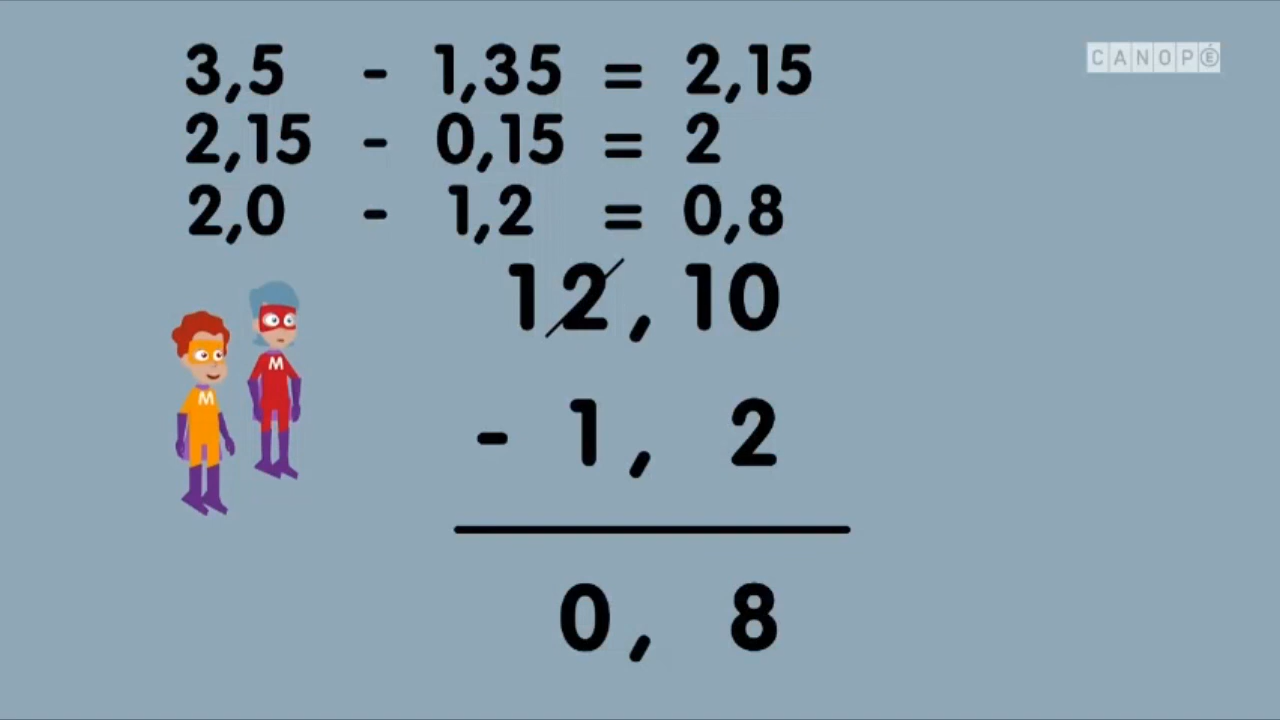 3,5 - 1,35 = 2,15
CANOPÉ
2,15 - 0,15 = 2
2,0 - 1,2 = 0,8
12,10
- 1, 2
0, 8
M
M